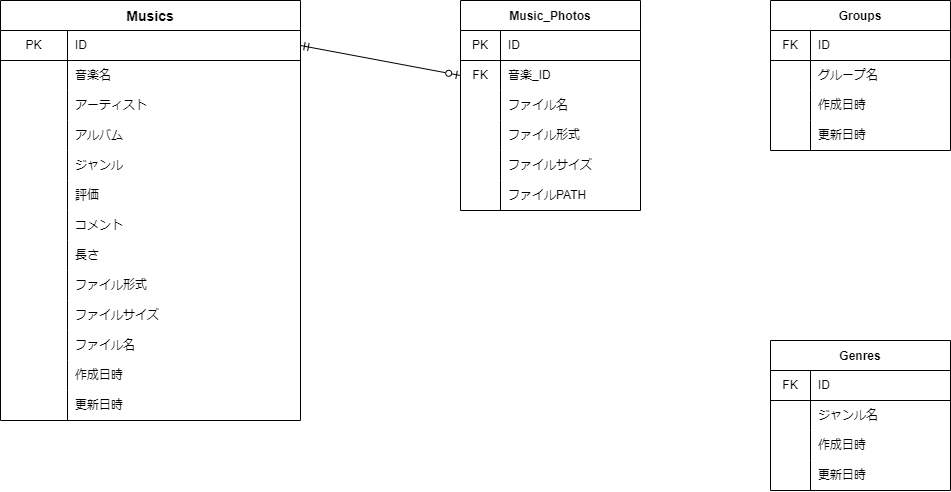 Musics
PK ID
音楽名
アーティスト
アルバム
ジャンル
評価
コメント
長さ
ファイル形式
ファイルサイズ
ファイル名
作成日時
更新日時
Music_Photos
PK ID
FK 音楽_ID
ファイル名
ファイル形式
ファイルサイズ
ファイルPATH
Groups
FK ID
グループ名
作成日時
更新日時
Genres
FK ID
ジャンル名
作成日時
更新日時